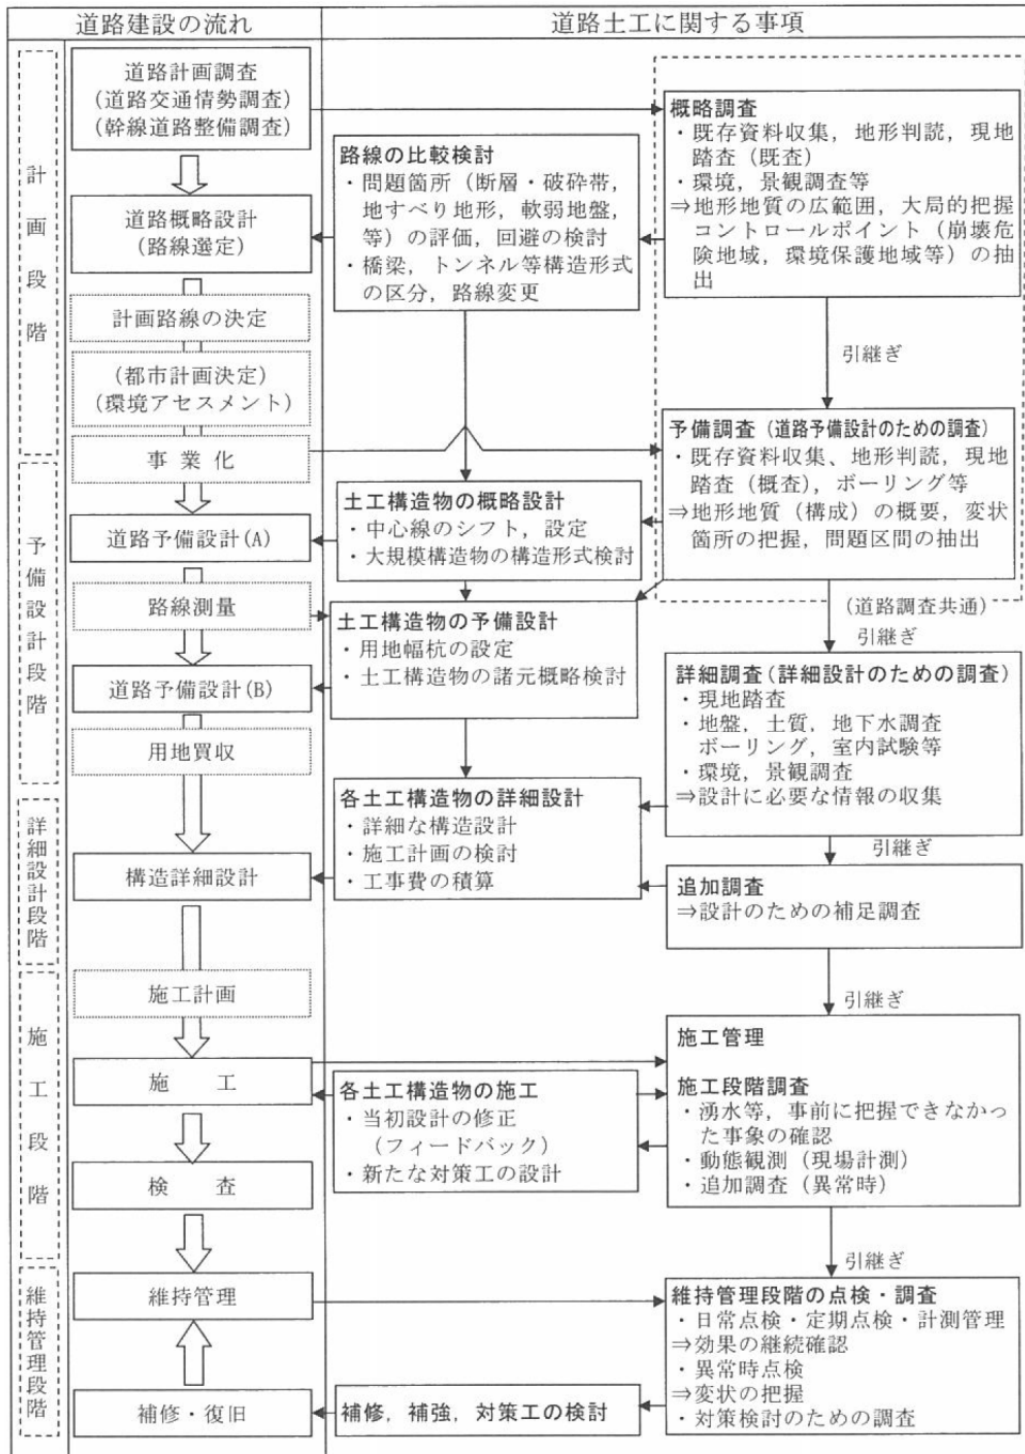 道路建設の流れ
道路土工に関する事項
計画段階
道路計画調査
(道路交通情勢調査)
(幹線道路整備調査)
道路概略設計
(路線選定)
計画路線の決定
(都市計画決定)
(環境アセスメント)
事業化
路線の比較検討
・問題箇所（断層・破砕帯，
地すべり地形，軟弱地盤，
等）の評価，回避の検討
・橋梁，トンネル等構造形式
の区分，路線変更
概略調査
・既存資料収集，地形判読，現地
踏査（既査）
・環境，景観調査等
⇒地形地質の広範囲，大局的把握
コントロールポイント（崩壊危
険地域，環境保護地域等）の抽
出
引継ぎ
予備設計段階
道路予備設計(A)
路線測量
道路予備設計(B)
用地買収
土工構造物の概略設計
・中心線のシフト，設定
・大規模構造物の構造形式検討
土工構造物の予備設計
・用地幅杭の設定
・土工構造物の諸元概略検討
予備調査（道路予備設計のための調査）
・既存資料収集、地形判読，現地
踏査（概査），ボーリング等
⇒地形地質（構成）の概要，変状
箇所の把握，問題区間の抽出
(道路調査共通)
引継ぎ
詳細設計段階
構造詳細設計
各土工構造物の詳細設計
・詳細な構造設計
・施工計画の検討
・工事費の積算
詳細調査（詳細設計のための調査）
・現地踏査
・地盤，土質，地下水調査
ボーリング，室内試験等
・環境，景観調査
⇒設計に必要な情報の収集
引継ぎ
追加調査
⇒設計のための補足調査
引継ぎ
施工段階
施工計画
施工
検査
各土工構造物の施工
・当初設計の修正
（フィードバック）
・新たな対策工の設計
施工管理
施工段階調査
・湧水等，事前に把握できなかっ
た事象の確認
・動態観測（現場計測）
・追加調査（異常時）
引継ぎ
維持管理段階
維持管理
補修・復旧
補修，補強，対策工の検討
維持管理段階の点検・調査
・日常点検・定期点検・計測管理
⇒効果の継続確認
・異常時点検
⇒変状の把握
・対策検討のための調査